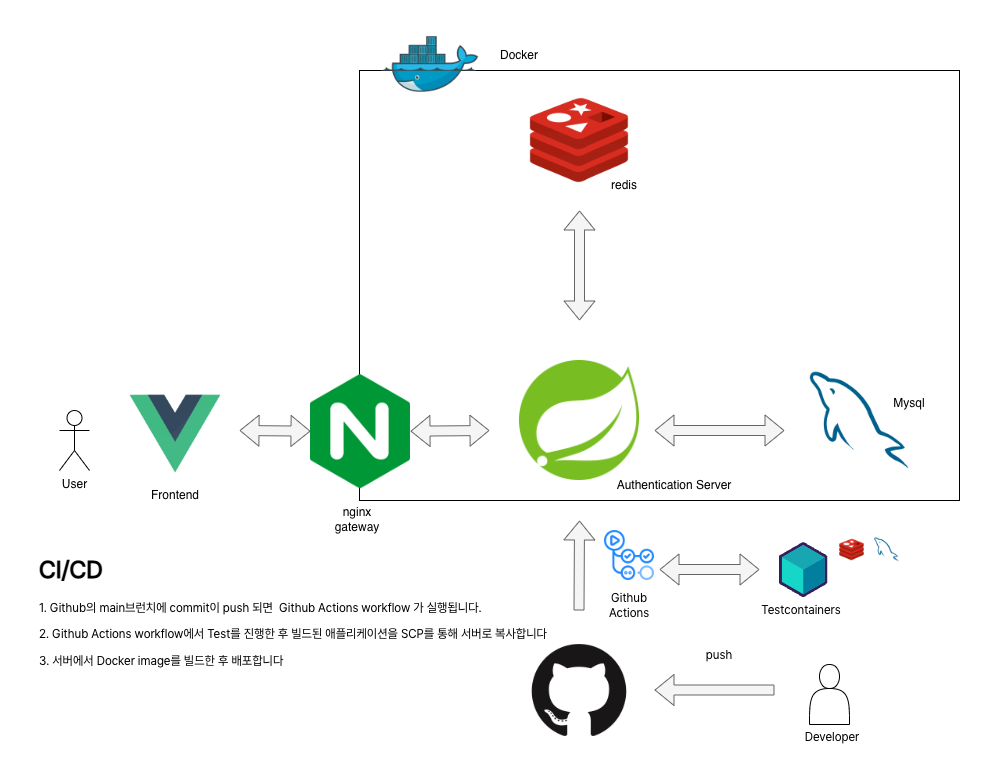 Docker
redis
Mysql
User
Frontend
Authentication Server
nginx
gateway
CI/CD
1. Github의 main브런치에 commit이 push 되면  Github Actions workflow 가 실행됩니다.
2. Github Actions workflow에서 Test를 진행한 후 빌드된 애플리케이션을 SCP를 통해 서버로 복사합니다
3. 서버에서 Docker image를 빌드한 후 배포합니다
Github
Actions
Testcontainers
push
Developer